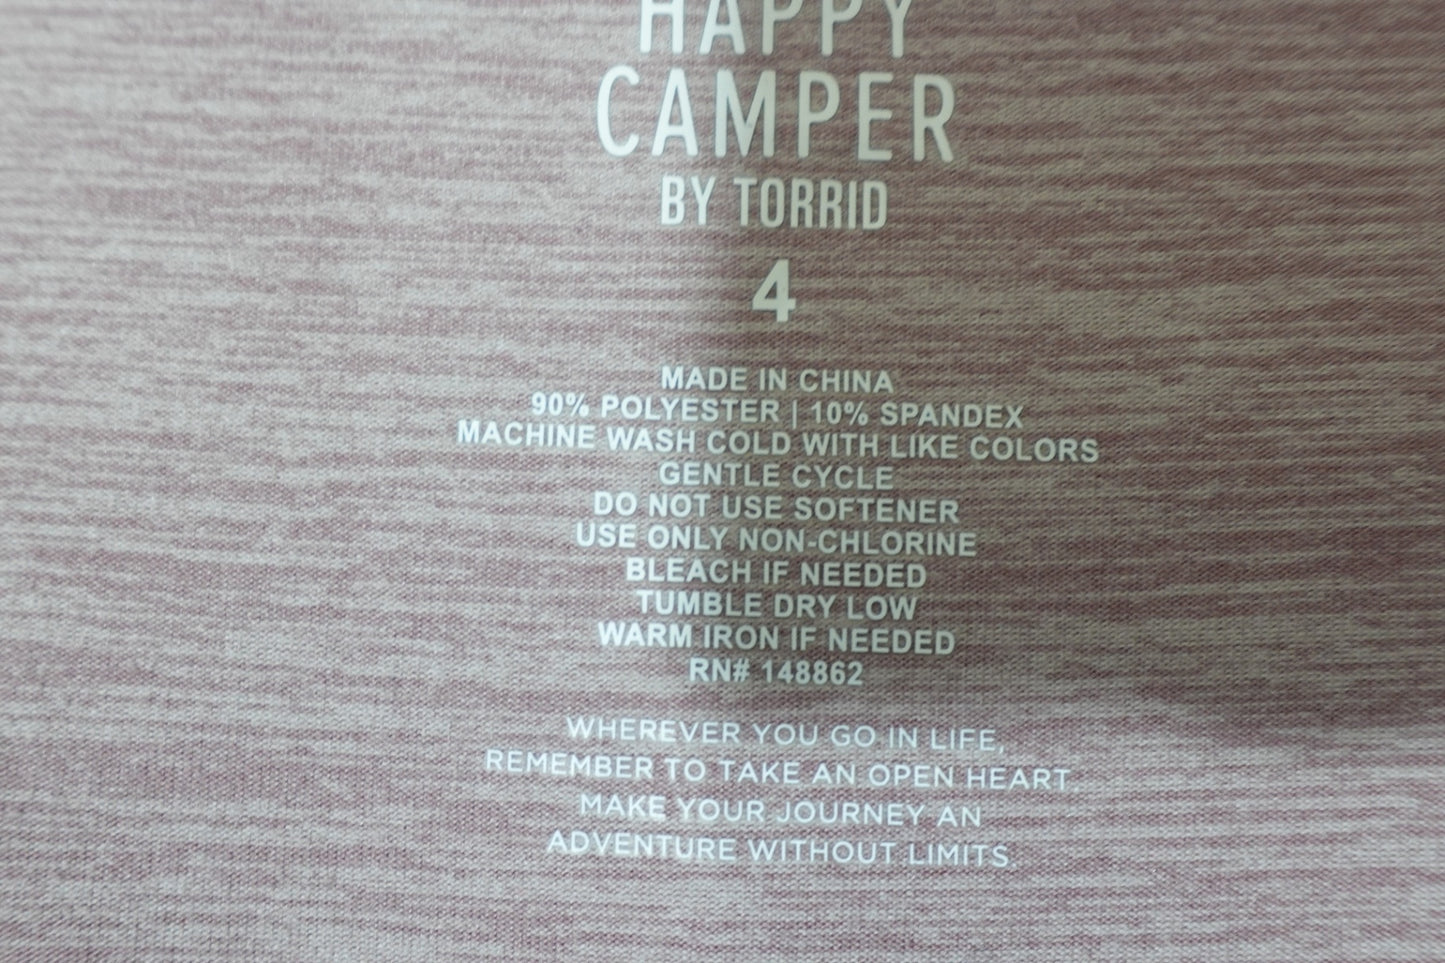 HAPPY
CAMPER
BY TORRID
4
MADE IN CHINA
90% POLYESTER | 10% SPANDEX
MACHINE WASH COLD WITH LIKE COLORS
GENTLE CYCLE
DO NOT USE SOFTENER
USE ONLY NON-CHLORINE
BLEACH IF NEEDED
TUMBLE DRY LOW
WARM IRON IF NEEDED
RN# 148862
WHEREVER YOU GO IN LIFE,
REMEMBER TO TAKE AN OPEN HEART.
MAKE YOUR JOURNEY AN
ADVENTURE WITHOUT LIMITS.